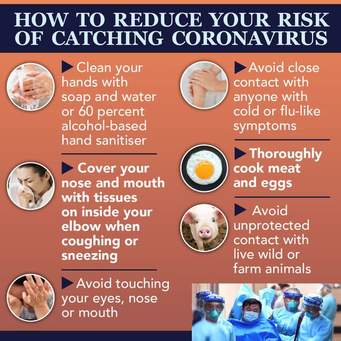 HOW TO REDUCE YOUR RISK
OF CATCHING CORONAVIRUS
Clean your
hands with
soap and water
or 60 percent
alcohol-based
hand sanitiser
Cover your
nose and mouth
with tissues
on inside your
elbow when
coughing or
sneezing
Avoid touching
your eyes, nose
or mouth
Avoid close
contact with
anyone with
cold or flu-like
symptoms
Thoroughly
cook meat
and eggs
Avoid
unprotected
contact with
live wild or
farm animals